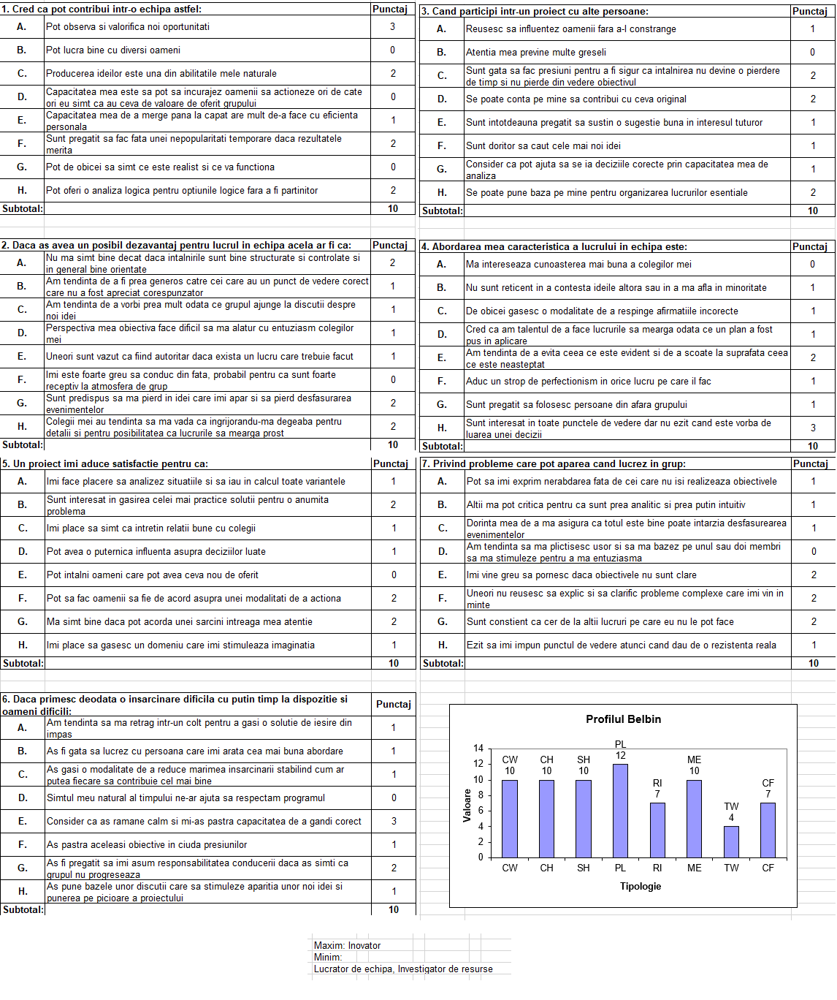 1. Cred ca pot contribui intr-o echipa astfel: Punctaj
A. Pot observa si valorifica noi oportunitati 3
B. Pot lucra bine cu diversi oameni 0
C. Producerea ideilor este una din abilitatile mele naturale 2
D. Capacitatea mea este sa pot sa incurajez oamenii sa actioneze ori de cate
ori eu simt ca au ceva de valoare de oferit grupului 0
E. Capacitatea mea de a merge pana la capat are mult de-a face cu eficienta
personala 1
F. Sunt pregatit sa fac fata unei nepopularitati temporare daca rezultatele
merita 2
G. Pot de obicei sa simt ce este realist si ce va functiona 0
H. Pot oferi o analiza logica pentru optiunile logice fara a fi partinitor 2
Subtotal: 10
2. Daca as avea un posibil dezavantaj pentru lucrul in echipa acela ar fi ca: Punctaj
A. Nu ma simt bine decat daca intalnirile sunt bine structurate si controlate si
in general bine orientate 2
B. Am tendinta de a fi prea generos catre cei care au un punct de vedere corect
care nu a fost apreciat corespunzator 1
C. Am tendinta de a vorbi prea mult odata ce grupul ajunge la discutii despre
noi idei 1
D. Perspectiva mea obiectiva face dificil sa ma alatur cu entuziasm colegilor
mei 1
E. Uneori sunt vazut ca fiind autoritar daca exista un lucru care trebuie facut 1
F. Imi este foarte greu sa conduc din fata, probabil pentru ca sunt foarte
receptiv la atmosfera de grup 0
G. Sunt predispus sa ma pierd in idei care imi apar si sa pierd desfasurarea
evenimentelor 2
H. Colegii mei au tendinta sa ma vada ca ingrijorandu-ma degeaba pentru
detalii si pentru posibilitatea ca lucrurile sa mearga prost 2
Subtotal: 10
3. Cand participi intr-un proiect cu alte persoane: Punctaj
A. Reusesc sa influentez oamenii fara a-l constrange 1
B. Atentia mea previne multe greseli 0
C. Sunt gata sa fac presiuni pentru a fi sigur ca intalnirea nu devine o pierdere
de timp si nu pierde din vedere obiectivul 2
D. Se poate conta pe mine sa contribui cu ceva original 2
E. Sunt intotdeauna pregatit sa sustin o sugestie buna in interesul tuturor 1
F. Sunt doritor sa caut cele mai noi idei 1
G. Consider ca pot ajuta sa se ia deciziile corecte prin capacitatea mea de
analiza 1
H. Se poate pune baza pe mine pentru organizarea lucrurilor esentiale 2
Subtotal: 10
4. Abordarea mea caracteristica a lucrului in echipa este: Punctaj
A. Ma intereseaza cunoasterea mai buna a colegilor mei 0
B. Nu sunt reticent in a contesta ideile altora sau in a ma afla in minoritate 1
C. De obicei gasesc o modalitate de a respinge afirmatiile incorecte 1
D. Cred ca am talentul de a face lucrurile sa mearga odata ce un plan a fost
pus in aplicare 1
E. Am tendinta de a evita ceea ce este evident si de a scoate la suprafata ceea
ce este neasteptat 2
F. Aduc un strop de perfectionism in orice lucru pe care il fac 1
G. Sunt pregatit sa folosesc persoane din afara grupului 1
H. Sunt interesat in toate punctele de vedere dar nu ezit cand este vorba de
luarea unei decizii 3
Subtotal: 10
5. Un proiect imi aduce satisfactie pentru ca: Punctaj
A. Imi face placere sa analizez situatiile si sa iau in calcul toate variantele 1
B. Sunt interesat in gasirea celei mai practice solutii pentru o anumita
problema 2
C. Imi place sa simt ca intretin relatii bune cu colegii 1
D. Pot avea o puternica influenta asupra deciziilor luate 1
E. Pot intalni oameni care pot avea ceva nou de oferit 0
F. Pot sa fac oamenii sa fie de acord asupra unei modalitati de a actiona 2
G. Ma simt bine daca pot acorda unei sarcini intreaga mea atentie 2
H. Imi place sa gasesc un domeniu care imi stimuleaza imaginatia 1
Subtotal: 10
7. Privind probleme care pot aparea cand lucrez in grup: Punctaj
A. Pot sa imi exprim nerabdarea fata de cei care nu isi realizeaza obiectivele 1
B. Altii ma pot critica pentru ca sunt prea analitic si prea putin intuitiv 1
C. Dorinta mea de a ma asigura ca totul este bine poate intarzia desfasurearea
evenimentelor 1
D. Am tendinta sa ma plictisesc usor si sa ma bazez pe unul sau doi membri
sa ma stimuleze pentru a ma entuziasma 0
E. Imi vine greu sa pornesc daca obiectivele nu sunt clare 2
F. Uneori nu reusesc sa explic si sa clarific probleme complexe care imi vin in
minte 2
G. Sunt constient ca cer de la altii lucruri pe care eu nu le pot face 2
H. Ezit sa imi impun punctul de vedere atunci cand dau de o rezistenta reala 1
Subtotal: 10
6. Daca primesc deodata o insarcinare dificila cu putin timp la dispozitie si
oameni dificili: Punctaj
A. Am tendinta sa ma retrag intr-un colt pentru a gasi o solutie de iesire din
impas 1
B. As fi gata sa lucrez cu persoana care imi arata cea mai buna abordare 1
C. As gasi o modalitate de a reduce marimea insarcinarii stabilind cum ar
putea fiecare sa contribuie cel mai bine 1
D. Simtul meu natural al timpului ne-ar ajuta sa respectam programul 0
E. Consider ca as ramane calm si mi-as pastra capacitatea de a gandi corect 3
F. As pastra aceleasi obiective in ciuda presiunilor 1
G. As fi pregatit sa imi asum responsabilitatea conducerii daca as simti ca
grupul nu progreseaza 2
H. As pune bazele unor discutii care sa stimuleze aparitia unor noi idei si
punerea pe picioare a proiectului 1
Subtotal: 10
Profilul Belbin
Valoare
14
12
10
8
6
4
2
0
CW 10
CH 10
SH 10
PL 12
RI 7
ME 10
TW 4
CF 7
CW CH SH PL RI ME TW CF
Tipologie
Maxim: Inovator
Minim:
Lucrator de echipa, Investigator de resurse